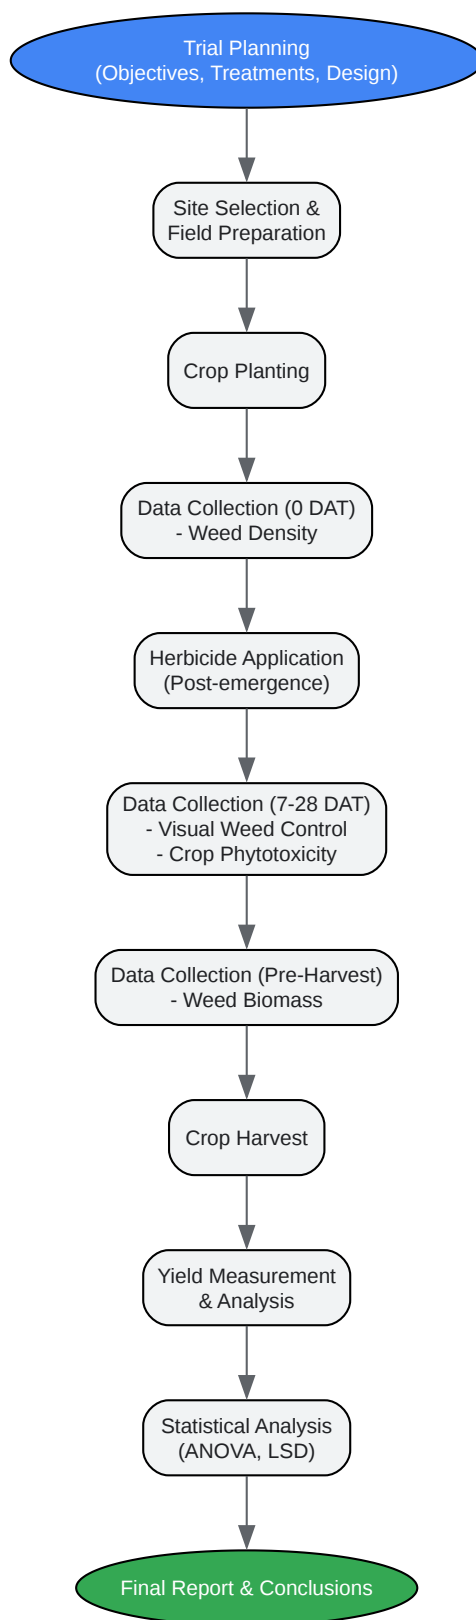 Trial Planning
(Objectives, Treatments, Design)
Site Selection &
Field Preparation
Crop Planting
Data Collection (0 DAT)
- Weed Density
Herbicide Application
(Post-emergence)
Data Collection (7-28 DAT)
- Visual Weed Control
- Crop Phytotoxicity
Data Collection (Pre-Harvest)
- Weed Biomass
Crop Harvest
Yield Measurement
& Analysis
Statistical Analysis
(ANOVA, LSD)
Final Report & Conclusions